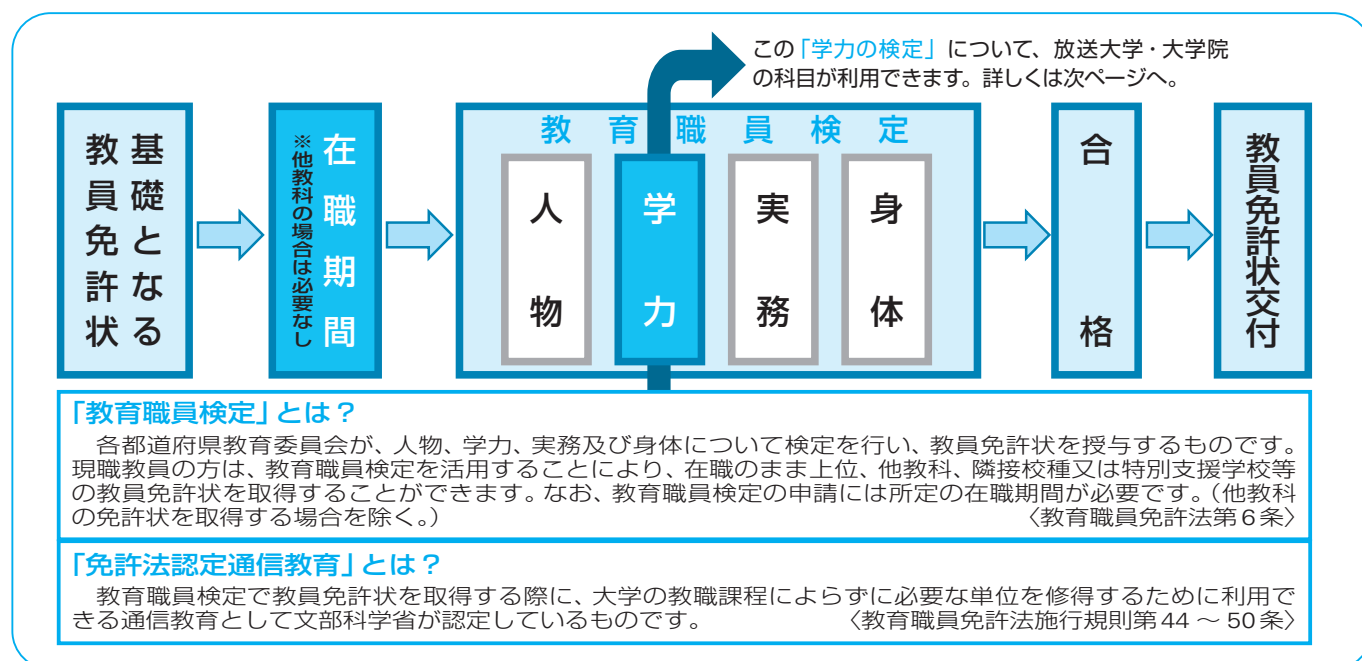 この「学力の検定」について、放送大学・大学院
の科目が利用できます。詳しくは次ページへ。
基礎となる
教員免許状
在職期間
※他教科の場合は必要なし
教育職員検定
人物
学力
実務
身体
合格
教員免許状交付
「教育職員検定」とは？
各都道府県教育委員会が、人物、学力、実務及び身体について検定を行い、教員免許状を授与するものです。
現職教員の方は、教育職員検定を活用することにより、在職のまま上位、他教科、隣接校種又は特別支援学校等
の教員免許状を取得することができます。なお、教育職員検定の申請には所定の在職期間が必要です。（他教科
の免許状を取得する場合を除く。）〈教育職員免許法第６条〉
「免許法認定通信教育」とは？
教育職員検定で教員免許状を取得する際に、大学の教職課程によらずに必要な単位を修得するために利用で
きる通信教育として文部科学省が認定しているものです。〈教育職員免許法施行規則第44～50条〉